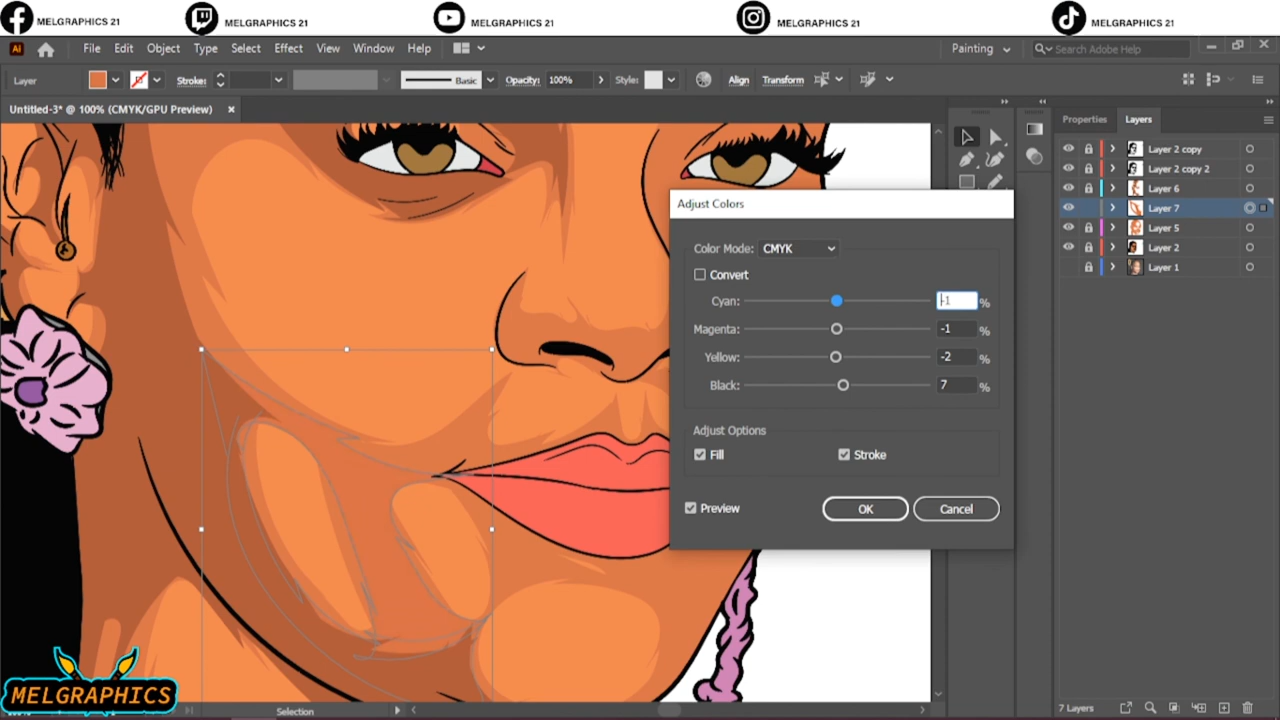 MELGRAPHICS 21 MELGRAPHICS 21 MELGRAPHICS 21 MELGRAPHICS 21 MELGRAPHICS 21
Ai File Edit Object Type Select Effect View Window Help Painting Search Adobe Help
Layer Stroke: Basic Opacity: 100% Style: Align Transform
Untitled-3* @ 100% (CMYK/GPU Preview)
Properties Layers
Layer 2 copy
Layer 2 copy 2
Layer 6
Layer 7
Layer 5
Layer 2
Layer 1
Adjust Colors
Color Mode: CMYK
Convert
Cyan: -1 %
Magenta: -1 %
Yellow: -2 %
Black: 7 %
Adjust Options
Fill Stroke
Preview OK Cancel
MELGRAPHICS
Selection
7 Layers